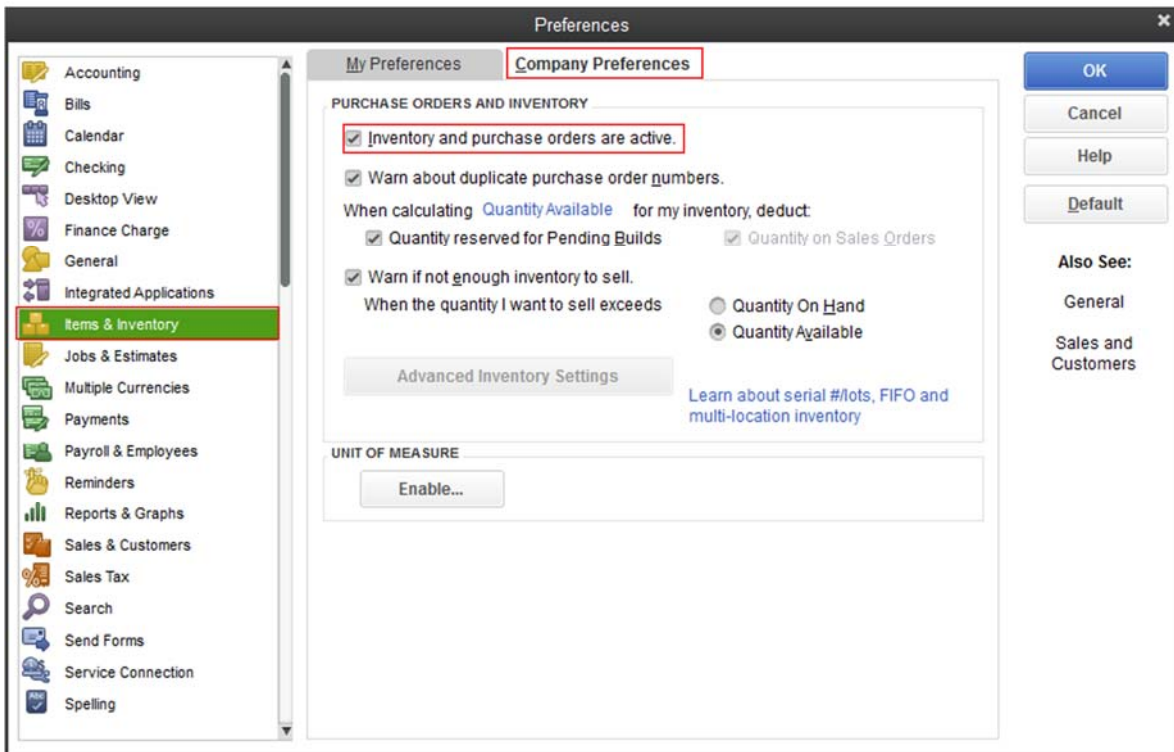 Preferences
Accounting
Bills
Calendar
Checking
Desktop View
Finance Charge
General
Integrated Applications
Items & Inventory
Jobs & Estimates
Multiple Currencies
Payments
Payroll & Employees
Reminders
Reports & Graphs
Sales & Customers
Sales Tax
Search
Send Forms
Service Connection
Spelling
My Preferences
Company Preferences
PURCHASE ORDERS AND INVENTORY
Inventory and purchase orders are active.
Warn about duplicate purchase order numbers.
When calculating Quantity Available for my inventory, deduct:
Quantity reserved for Pending Builds
Quantity on Sales Orders
Warn if not enough inventory to sell.
When the quantity I want to sell exceeds
Quantity On Hand
Quantity Available
Advanced Inventory Settings
Learn about serial #/lots, FIFO and
multi-location inventory
UNIT OF MEASURE
Enable...
OK
Cancel
Help
Default
Also See:
General
Sales and
Customers